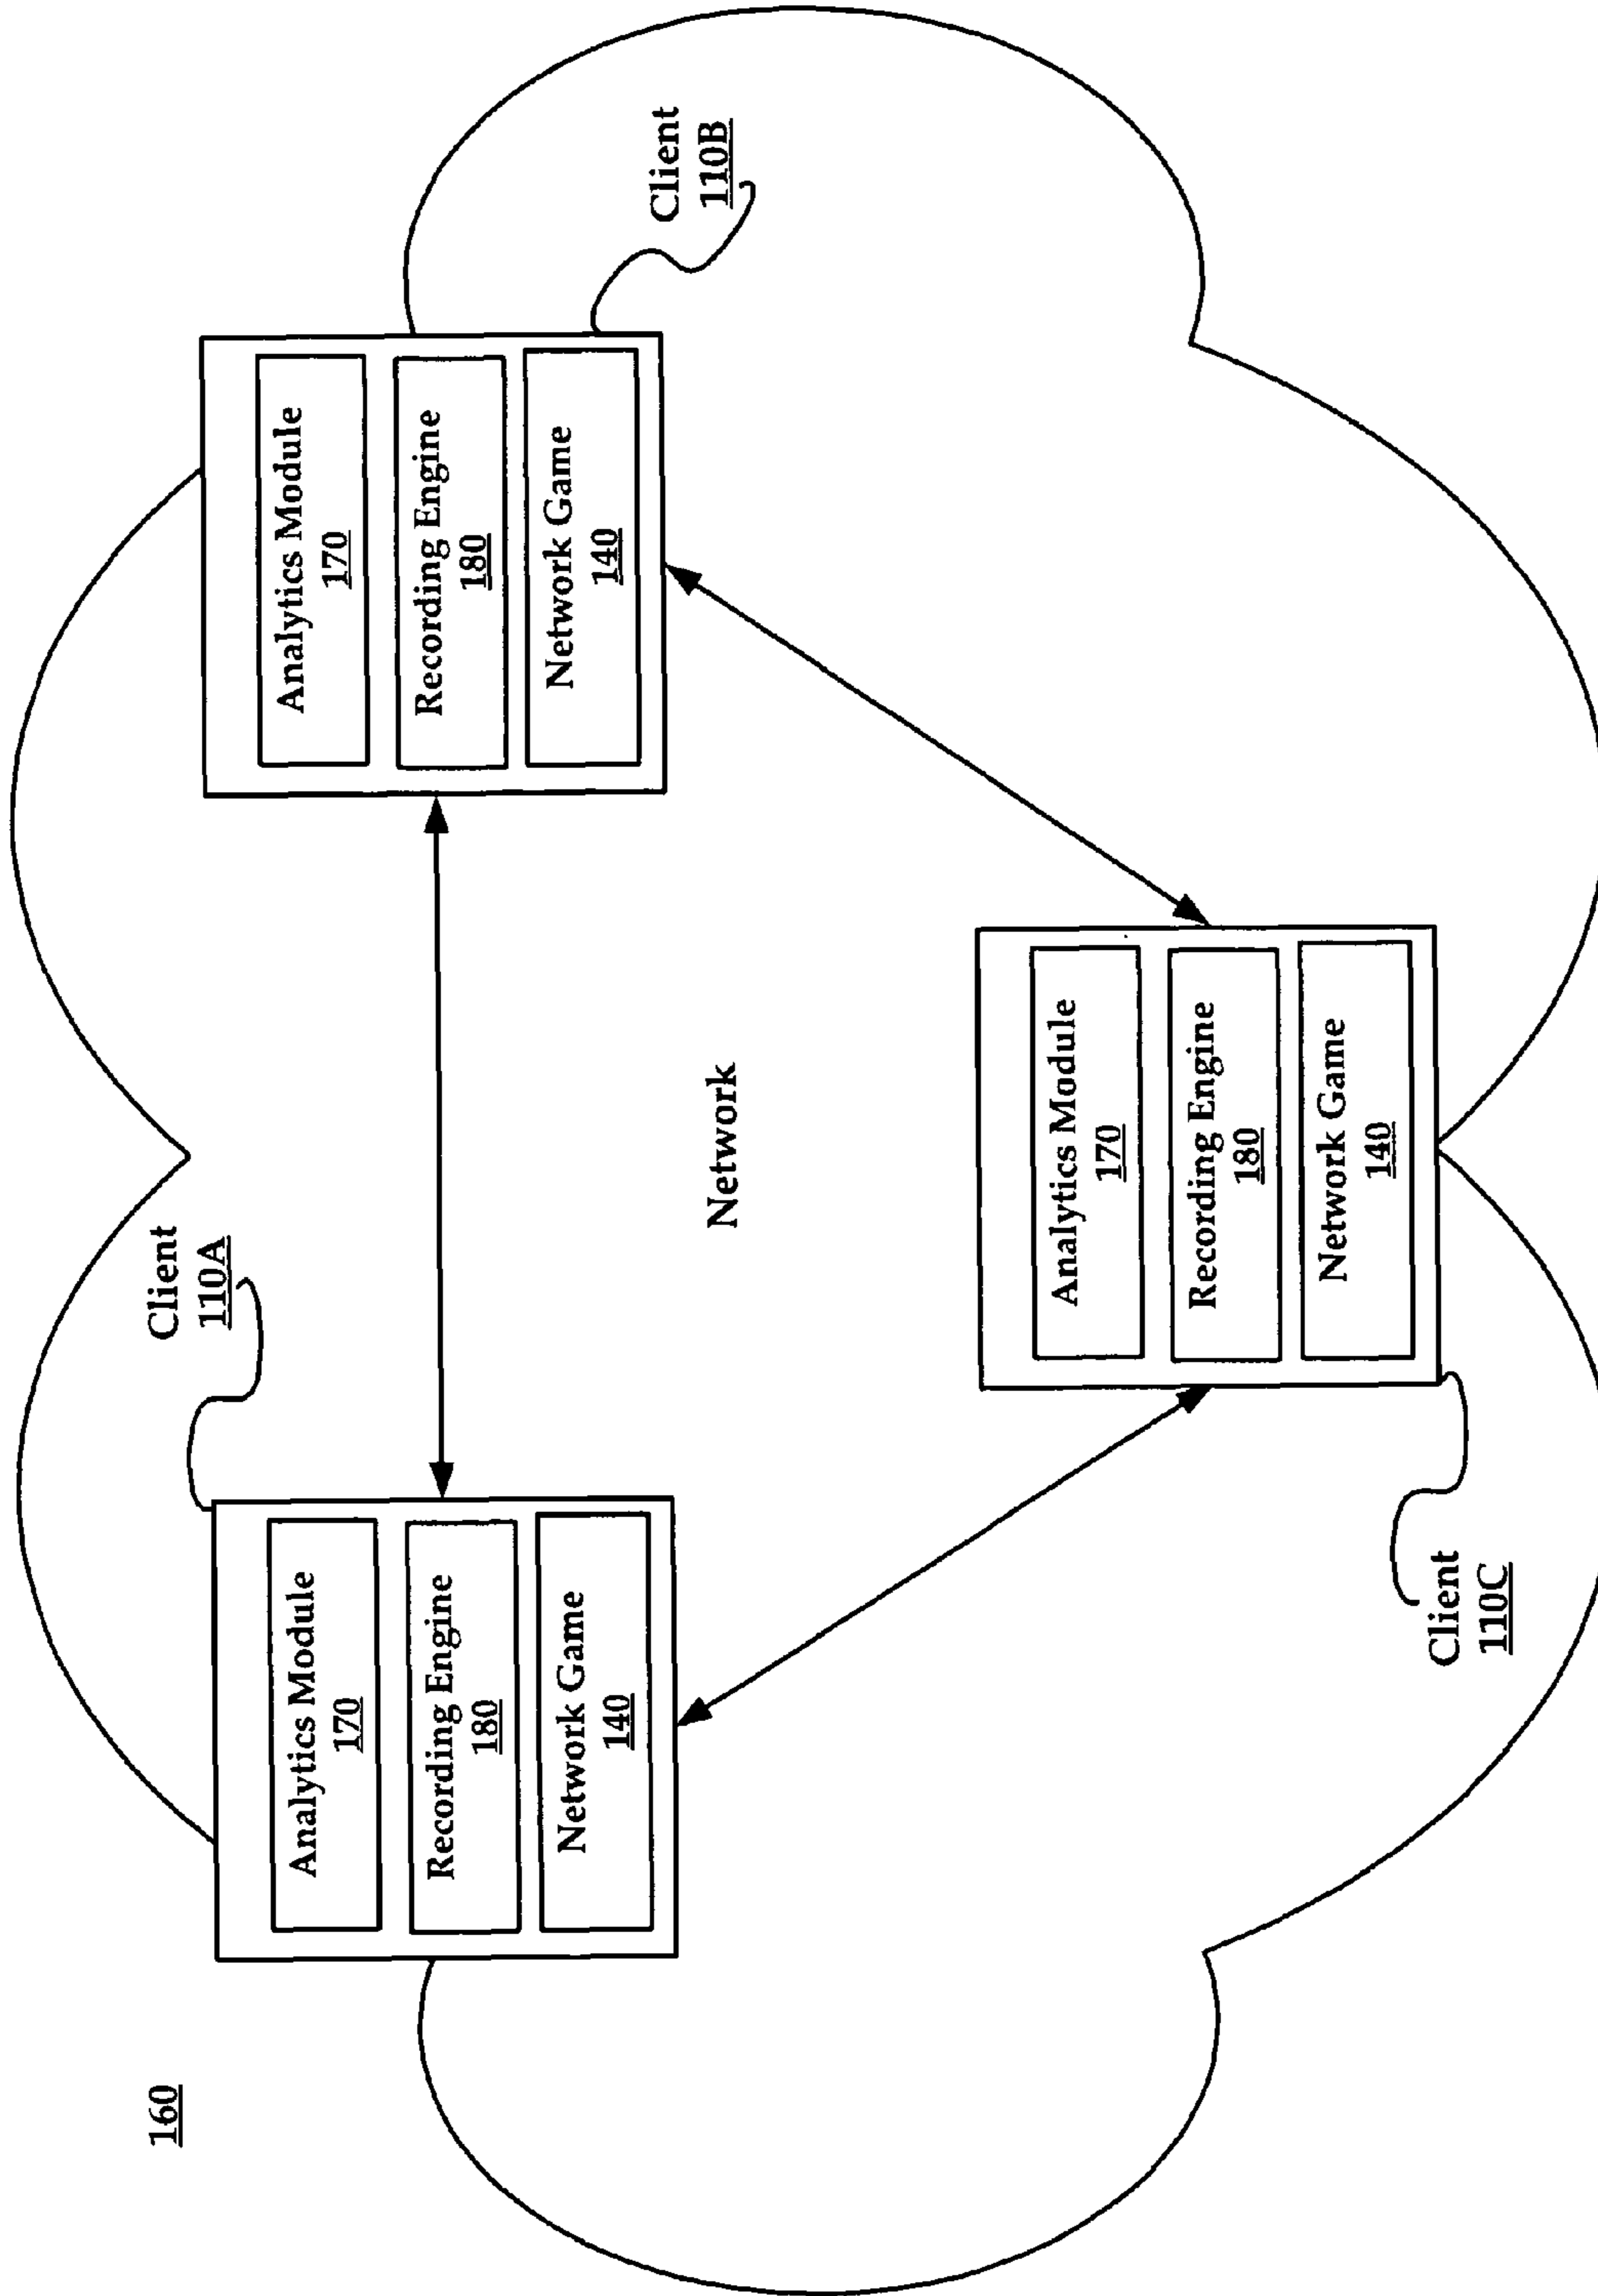 160
Client
110A
Analytics Module
170
Recording Engine
180
Network Game
140
Client
110B
Analytics Module
170
Recording Engine
180
Network Game
140
Network
Analytics Module
170
Recording Engine
180
Network Game
140
Client
110C